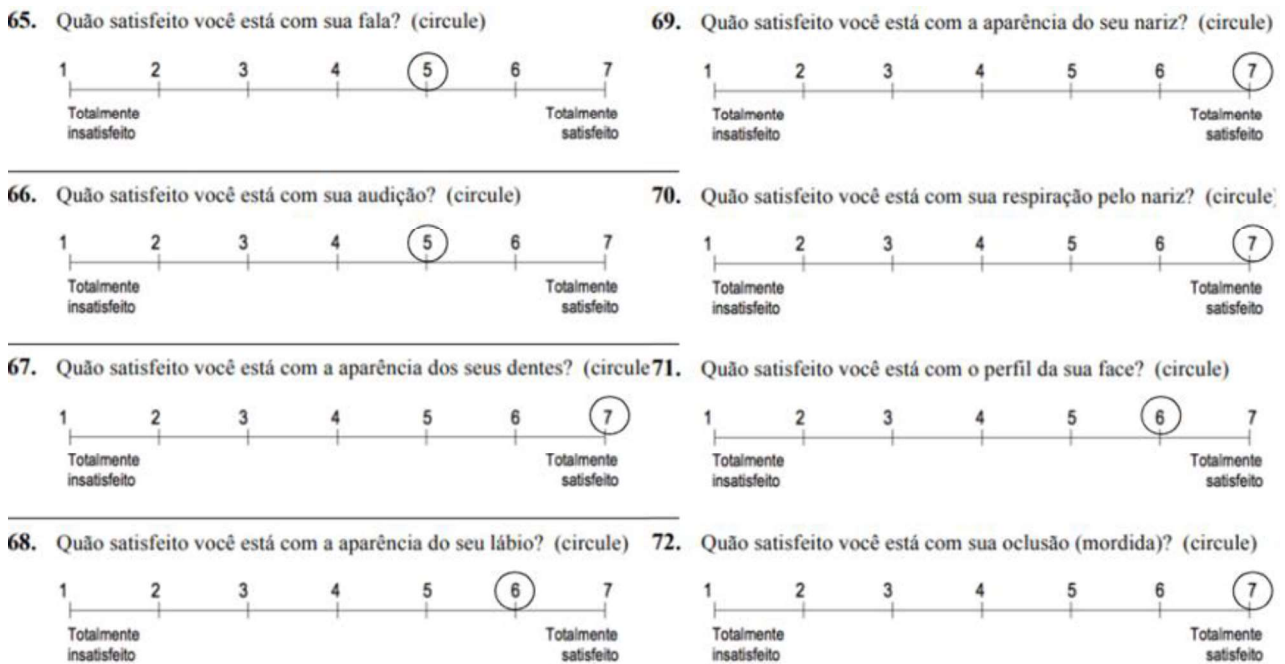 65. Quão satisfeito você está com sua fala? (circule)
1 2 3 4 5 6 7
Totalmente insatisfeito Totalmente satisfeito
66. Quão satisfeito você está com sua audição? (circule)
1 2 3 4 5 6 7
Totalmente insatisfeito Totalmente satisfeito
67. Quão satisfeito você está com a aparência dos seus dentes? (circule
1 2 3 4 5 6 7
Totalmente insatisfeito Totalmente satisfeito
68. Quão satisfeito você está com a aparência do seu lábio? (circule)
1 2 3 4 5 6 7
Totalmente insatisfeito Totalmente satisfeito
69. Quão satisfeito você está com a aparência do seu nariz? (circule)
1 2 3 4 5 6 7
Totalmente insatisfeito Totalmente satisfeito
70. Quão satisfeito você está com sua respiração pelo nariz? (circule)
1 2 3 4 5 6 7
Totalmente insatisfeito Totalmente satisfeito
71. Quão satisfeito você está com o perfil da sua face? (circule)
1 2 3 4 5 6 7
Totalmente insatisfeito Totalmente satisfeito
72. Quão satisfeito você está com sua oclusão (mordida)? (circule)
1 2 3 4 5 6 7
Totalmente insatisfeito Totalmente satisfeito